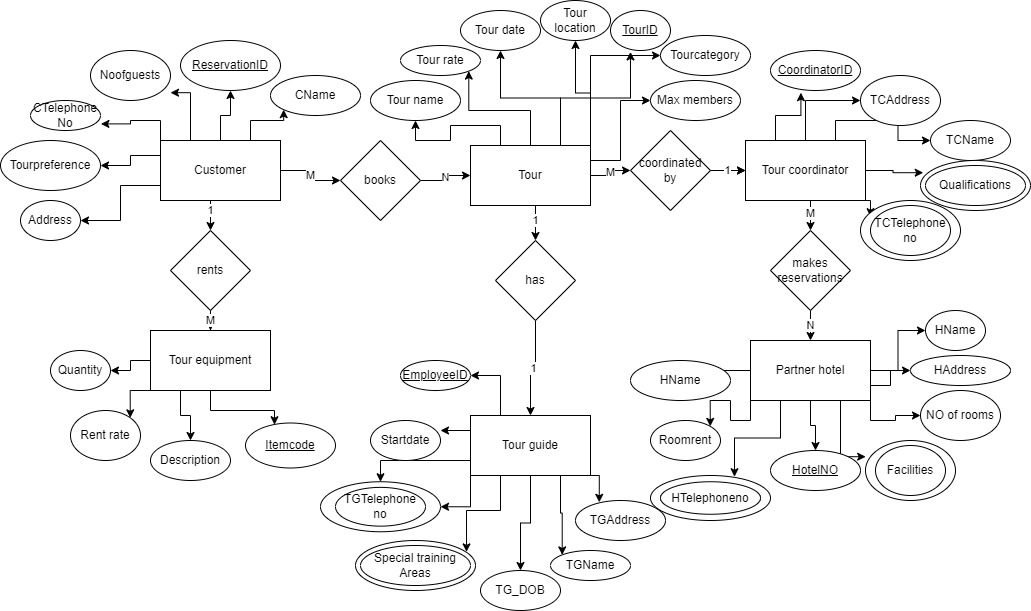 Tour date
Tour
location
TourID
Tour rate
Tourcategory
Noofguests
ReservationID
CName
Tour name
Max members
CoordinatorID
TCAddress
TCName
CTelephone
No
Tourpreference
Address
Customer
M
books
N
Tour
M
coordinated
by
1
Tour coordinator
Qualifications
TCTelephone
no
1
1
M
rents
has
makes
reservations
M
N
Quantity
Tour equipment
Rent rate
Description
Itemcode
1
EmployeeID
Startdate
Tour guide
TGTelephone
no
Special training
Areas
TG_DOB
TGName
TGAddress
HName
Partner hotel
HName
HAddress
NO of rooms
Roomrent
HTelephoneno
HotelNO
Facilities